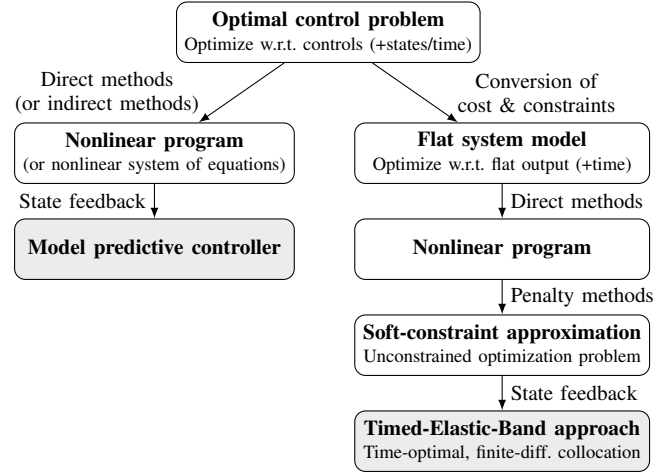 Optimal control problem
Optimize w.r.t. controls (+states/time)
Direct methods
(or indirect methods)
Conversion of
cost & constraints
Nonlinear program
(or nonlinear system of equations)
Flat system model
Optimize w.r.t. flat output (+time)
State feedback
Direct methods
Model predictive controller
Nonlinear program
Penalty methods
Soft-constraint approximation
Unconstrained optimization problem
State feedback
Timed-Elastic-Band approach
Time-optimal, finite-diff. collocation